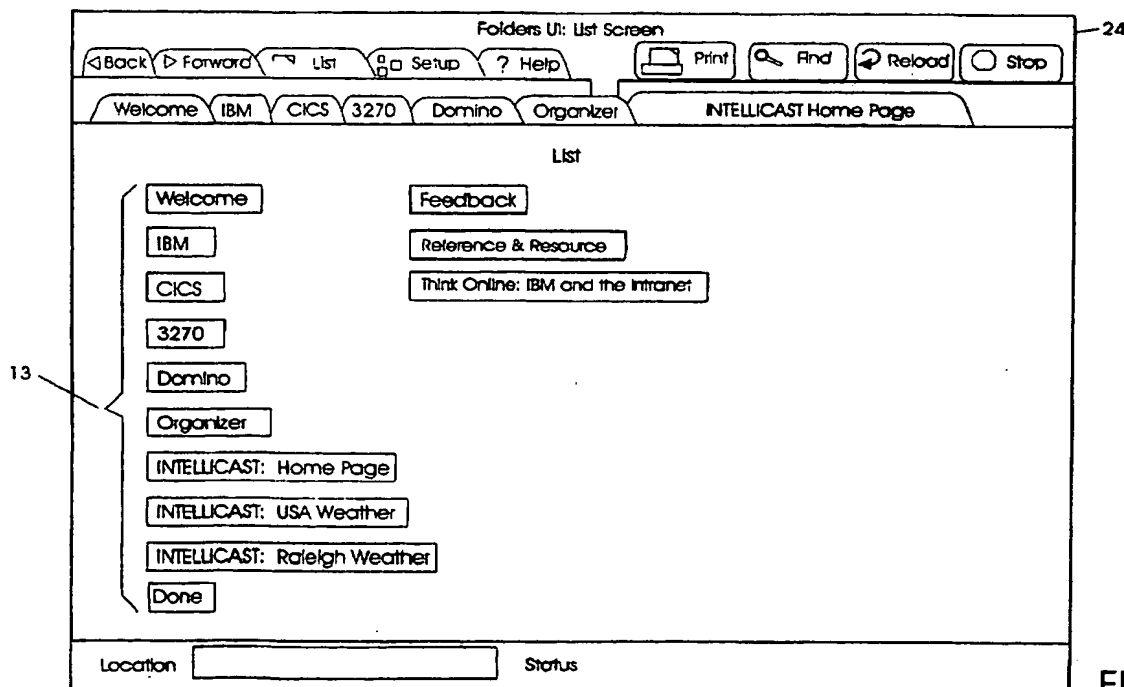 Folders UI: List Screen
24
Back Forward List Setup ? Help Print Find Reload Stop
Welcome IBM CICS 3270 Domino Organizer INTELLICAST Home Page
List
Welcome Feedback
IBM Reference & Resource
CICS Think Online: IBM and the Intranet
3270
13
Domino
Organizer
INTELLICAST: Home Page
INTELLICAST: USA Weather
INTELLICAST: Raleigh Weather
Done
Location Status